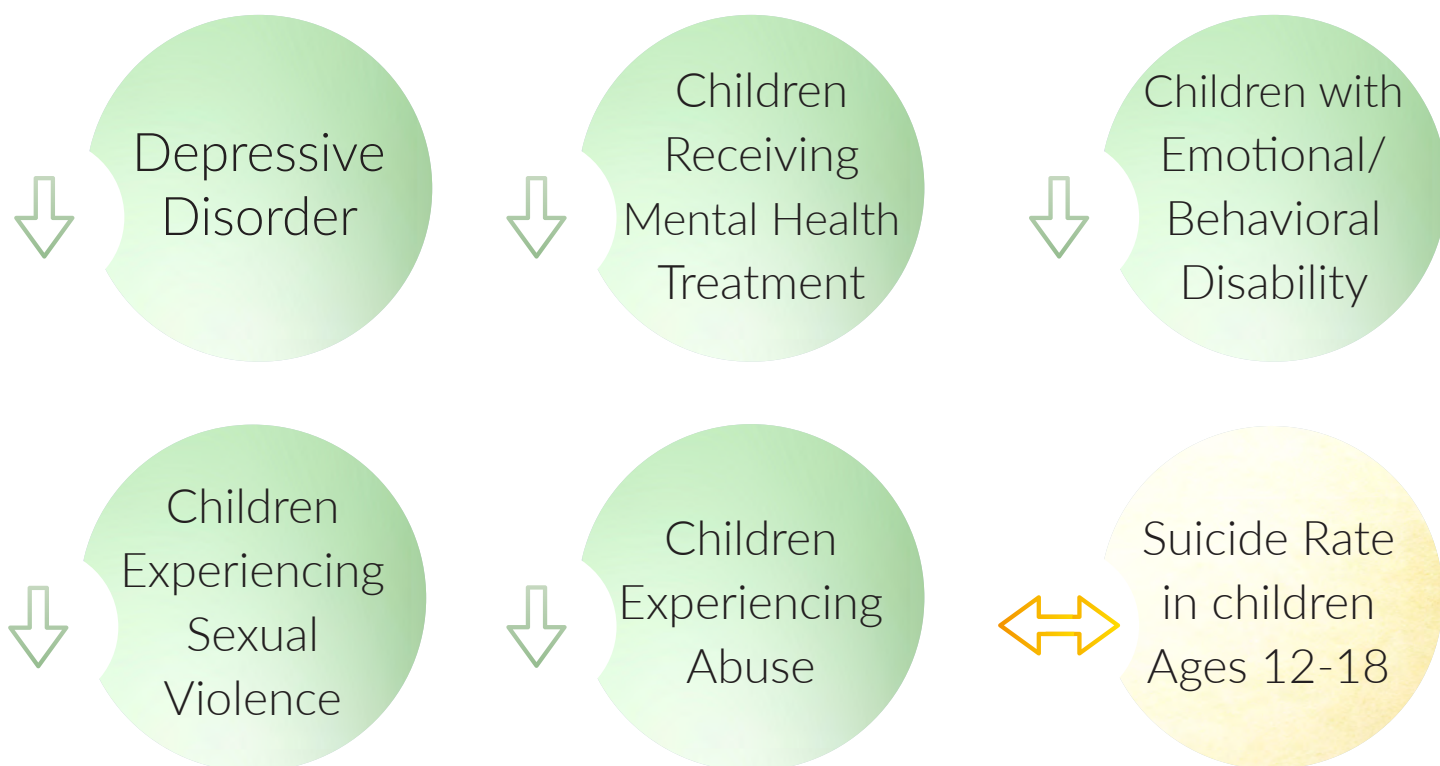 Depressive
Disorder
Children
Receiving
Mental Health
Treatment
Children with
Emotional/
Behavioral
Disability
Children
Experiencing
Sexual
Violence
Children
Experiencing
Abuse
Suicide Rate
in children
Ages 12-18